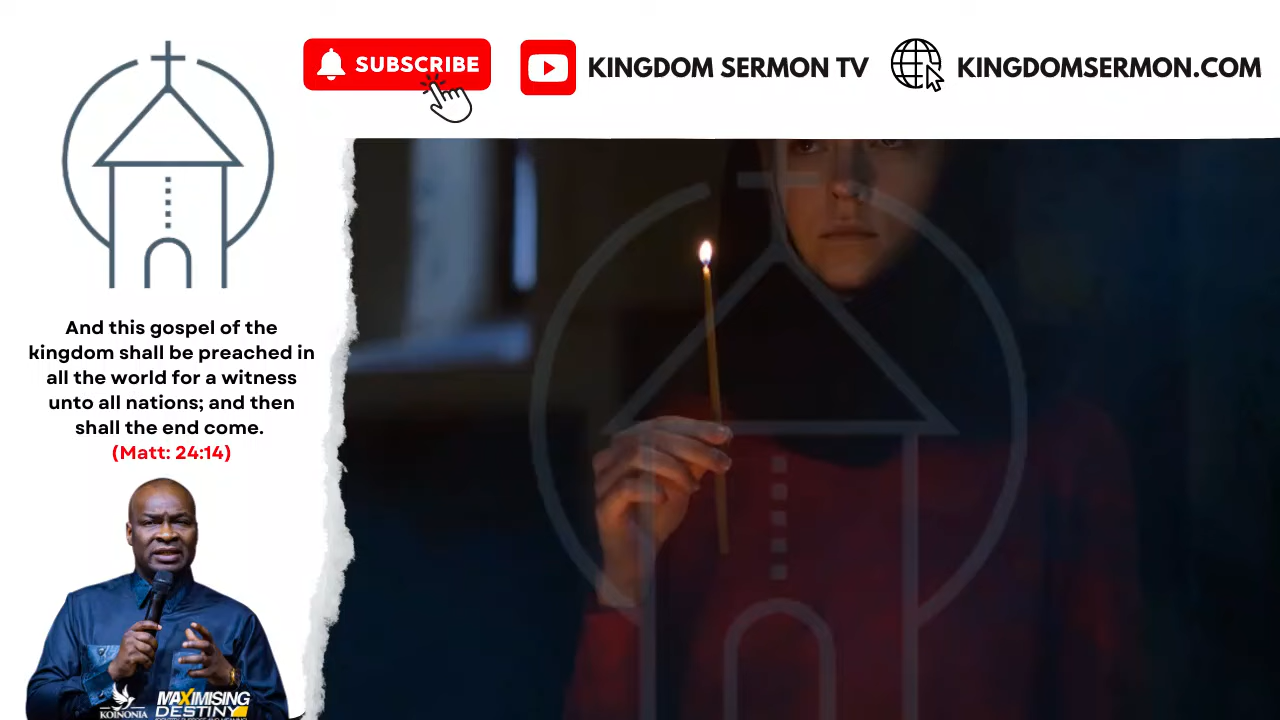 SUBSCRIBE
KINGDOM SERMON TV
KINGDOMSERMON.COM
And this gospel of the
kingdom shall be preached in
all the world for a witness
unto all nations; and then
shall the end come.
(Matt: 24:14)
KOINONIA
MAXIMISING
DESTINY